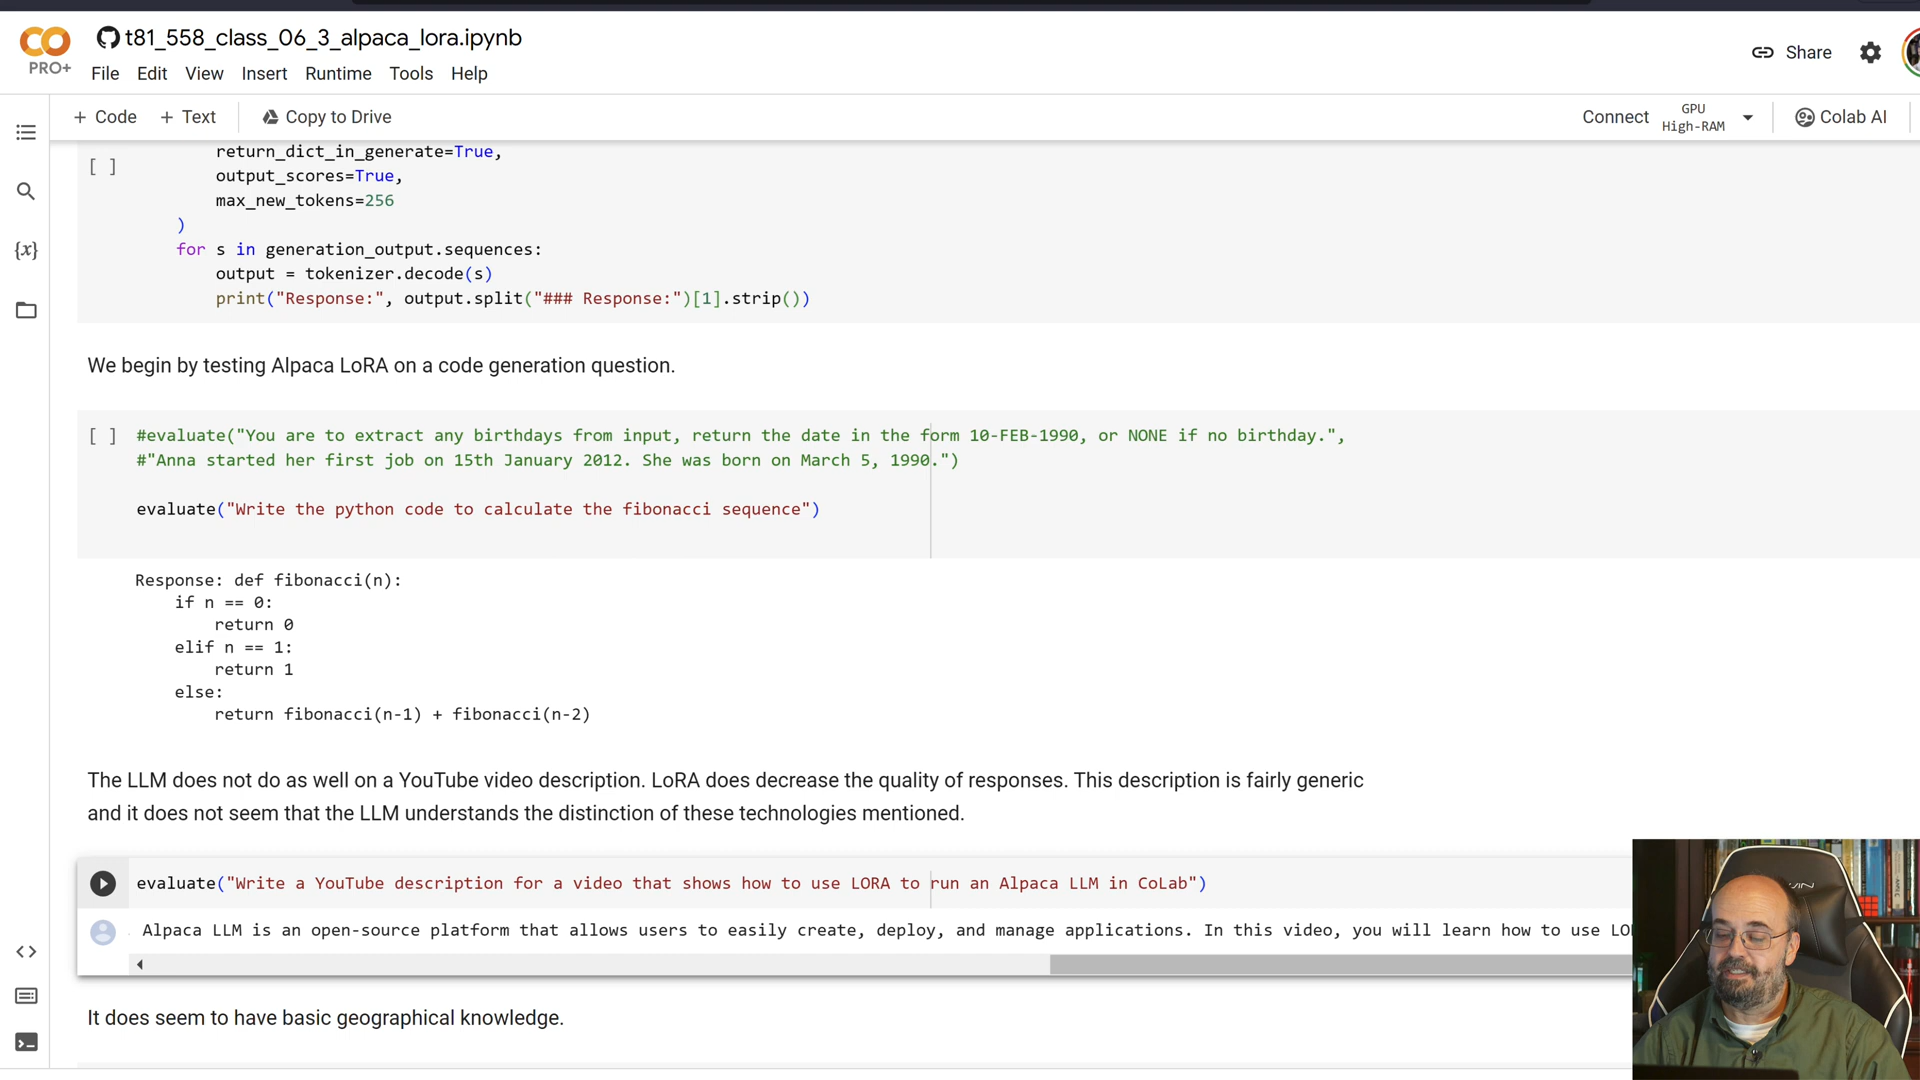 t81_558_class_06_3_alpaca_lora.ipynb
PRO+
File Edit View Insert Runtime Tools Help
Share
+ Code + Text Copy to Drive
Connect GPU High-RAM
Colab AI
[ ]
return_dict_in_generate=True,
output_scores=True,
max_new_tokens=256
)
for s in generation_output.sequences:
output = tokenizer.decode(s)
print("Response:", output.split("### Response:")[1].strip())
We begin by testing Alpaca LoRA on a code generation question.
[ ] #evaluate("You are to extract any birthdays from input, return the date in the form 10-FEB-1990, or NONE if no birthday.",
#"Anna started her first job on 15th January 2012. She was born on March 5, 1990.")
evaluate("Write the python code to calculate the fibonacci sequence")
Response: def fibonacci(n):
if n == 0:
return 0
elif n == 1:
return 1
else:
return fibonacci(n-1) + fibonacci(n-2)
The LLM does not do as well on a YouTube video description. LoRA does decrease the quality of responses. This description is fairly generic
and it does not seem that the LLM understands the distinction of these technologies mentioned.
evaluate("Write a YouTube description for a video that shows how to use LORA to run an Alpaca LLM in CoLab")
Alpaca LLM is an open-source platform that allows users to easily create, deploy, and manage applications. In this video, you will learn how to use
It does seem to have basic geographical knowledge.